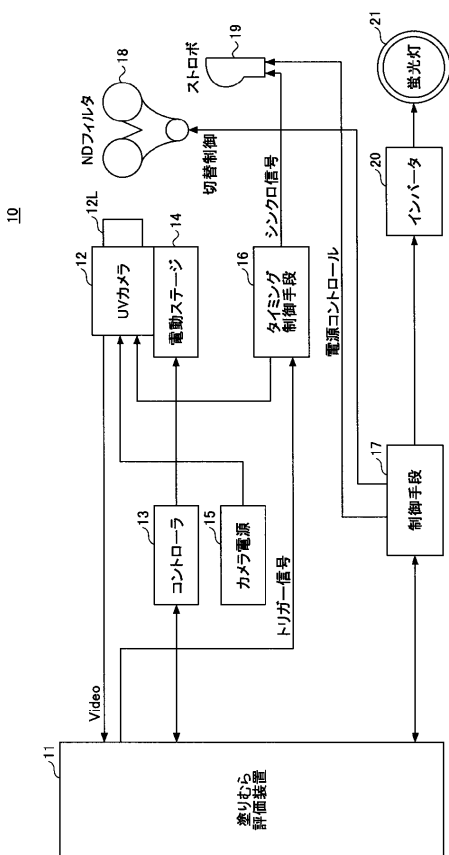 10
11
塗りむら
評価装置
Video
トリガー信号
13
コントローラ
15
カメラ電源
17
制御手段
12
UVカメラ
12L
電動ステージ
14
16
タイミング
制御手段
シンクロ信号
電源コントロール
切替制御
NDフィルタ
18
ストロボ
19
20
インバータ
21
蛍光灯